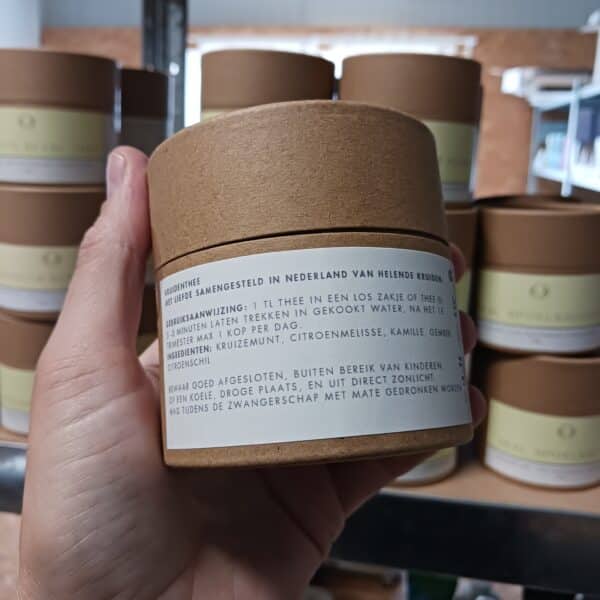 KRUIDENTHEE
MET LIEFDE SAMENGESTELD IN NEDERLAND VAN HELENDE KRUIDEN
GEBRUIKSAANWIJZING: 1 TL THEE IN EEN LOS ZAKJE OF THEE EI
MINUTEN LATEN TREKKEN IN GEKOOKT WATER, NA HET 1E
TRIMESTER MAX 1 KOP PER DAG.
INGREDIENTEN: KRUIZEMUNT, CITROENMELISSE, KAMILLE, GEMBER,
CITROENSCHIL
BEWAAR GOED AFGESLOTEN, BUITEN BEREIK VAN KINDEREN,
OP EEN KOELE, DROGE PLAATS, EN UIT DIRECT ZONLICHT.
MAG TIJDENS DE ZWANGERSCHAP MET MATE GEDRONKEN WORDEN